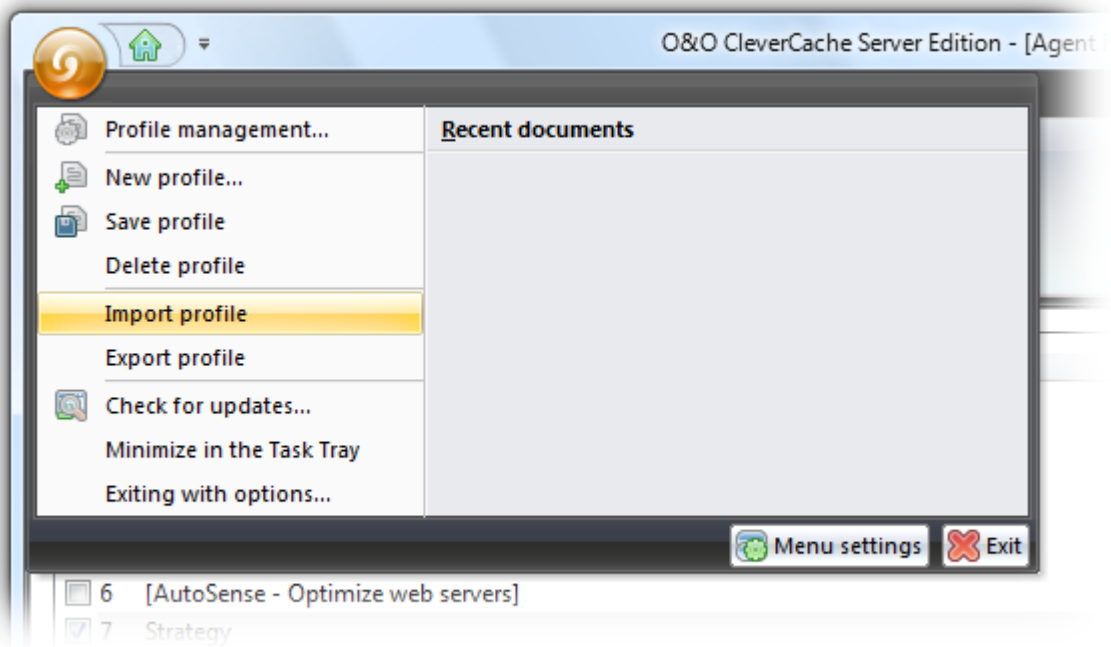 O&O CleverCache Server Edition - [Agent
Profile management...
Recent documents
New profile...
Save profile
Delete profile
Import profile
Export profile
Check for updates...
Minimize in the Task Tray
Exiting with options...
Menu settings
Exit
6 [AutoSense - Optimize web servers]
7 Strategy